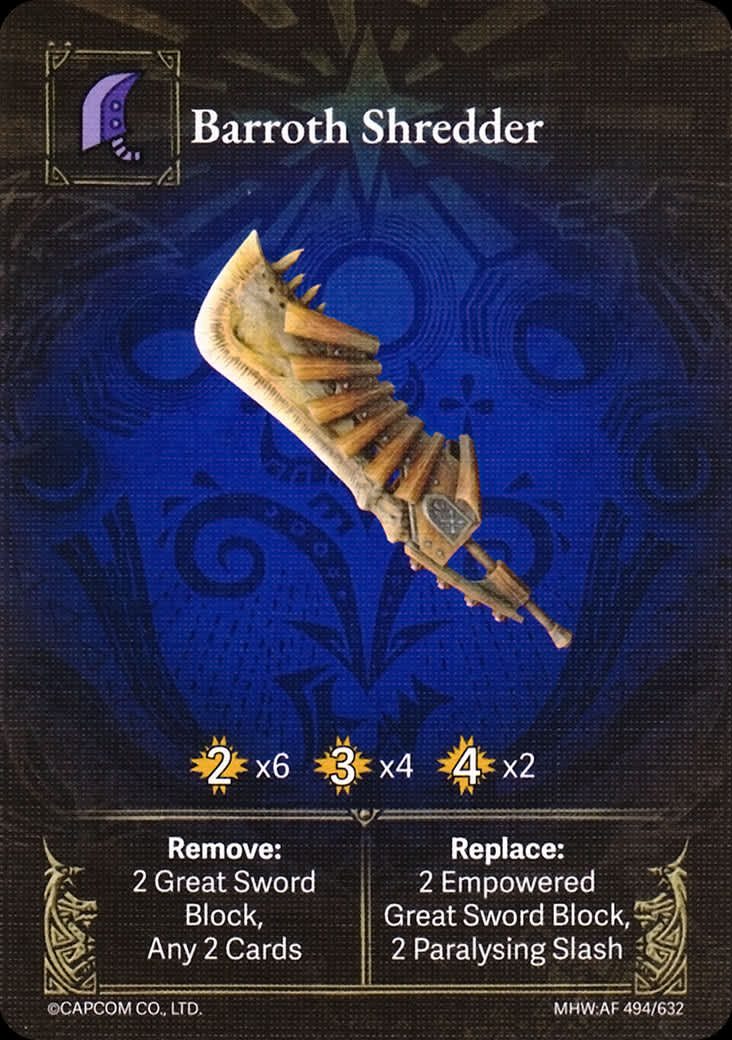 Barroth Shredder
2 x6 3 x4 4 x2
Remove:
2 Great Sword
Block,
Any 2 Cards
Replace:
2 Empowered
Great Sword Block,
2 Paralysing Slash
©CAPCOM CO., LTD.
MHW:AF 494/632